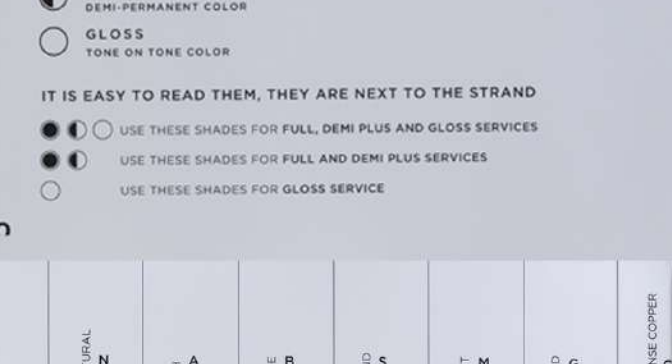 DEMI-PERMANENT COLOR
GLOSS
TONE ON TONE COLOR
IT IS EASY TO READ THEM, THEY ARE NEXT TO THE STRAND
USE THESE SHADES FOR FULL, DEMI PLUS AND GLOSS SERVICES
USE THESE SHADES FOR FULL AND DEMI PLUS SERVICES
USE THESE SHADES FOR GLOSS SERVICE
N
A
B
S
M
G
COPPER